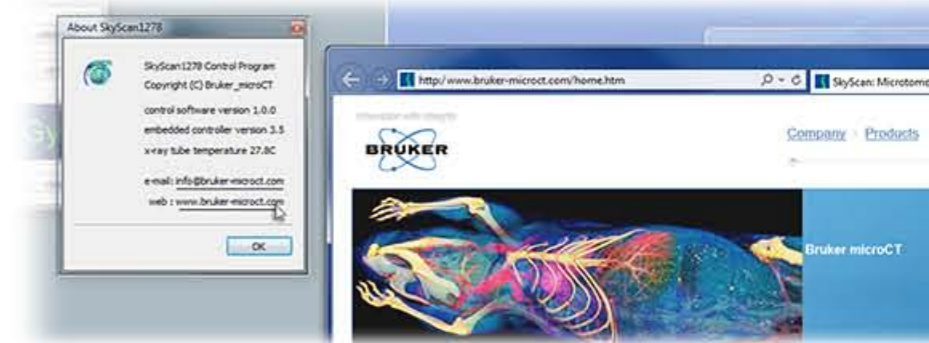 About SkyScan1278
SkyScan1278 Control Program
Copyright (C) Bruker_microCT
control software version 1.0.0
embedded controller version 3.5
x-ray tube temperature 27.8C
e-mail: info@bruker-microct.com
web : www.bruker-microct.com
OK
http://www.bruker-microct.com/home.htm
SkyScan: Microtomo
BRUKER
Company Products
Bruker microCT